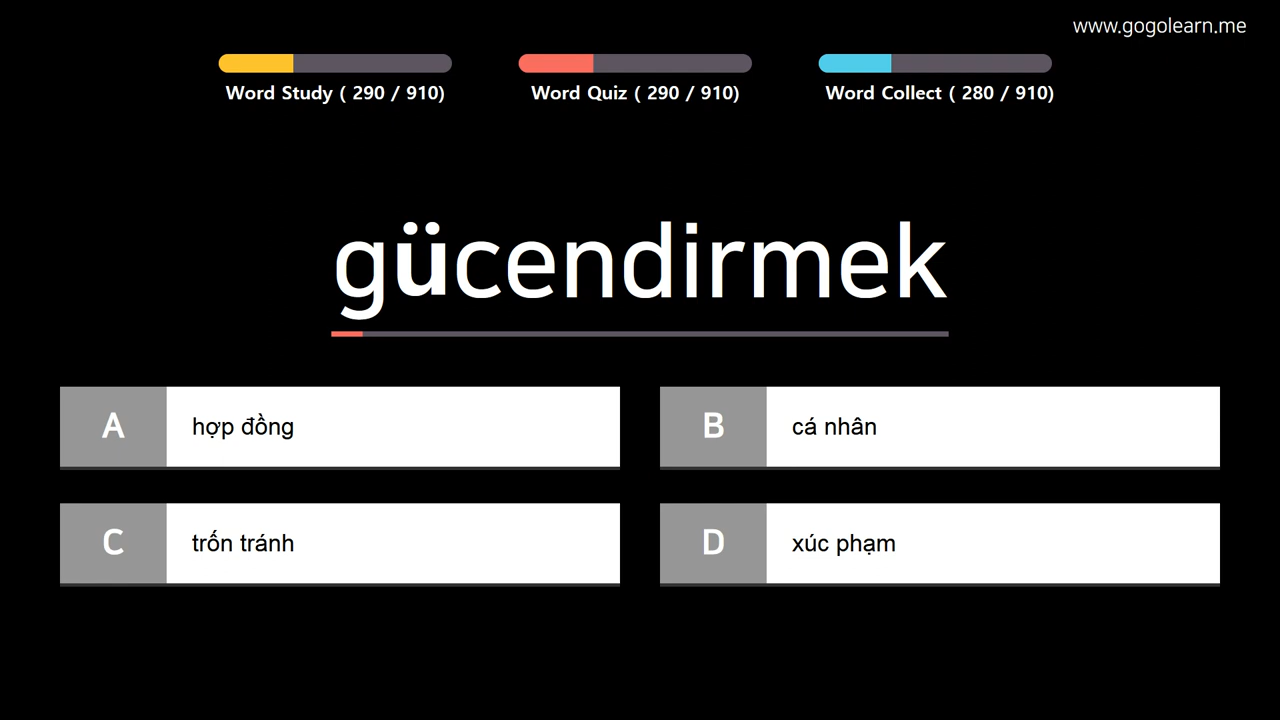 www.gogolearn.me
Word Study ( 290 / 910)
Word Quiz ( 290 / 910)
Word Collect ( 280 / 910)
gücendirmek
A
hợp đồng
B
cá nhân
C
trốn tránh
D
xúc phạm